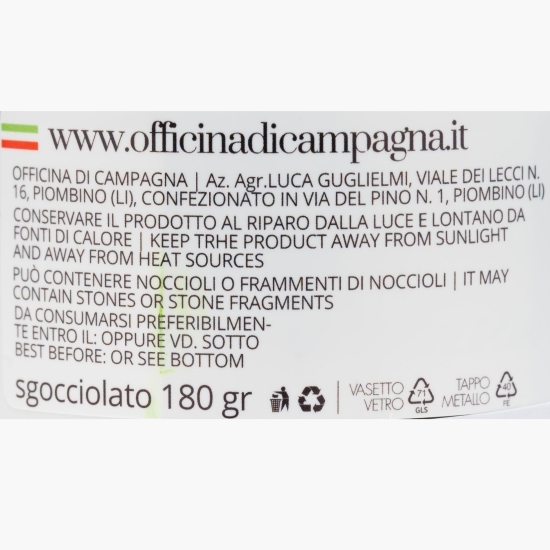 www.officinadicampagna.it
OFFICINA DI CAMPAGNA | Az. Agr.LUCA GUGLIELMI, VIALE DEI LECCI N.
16, PIOMBINO (LI), CONFEZIONATO IN VIA DEL PINO N. 1, PIOMBINO (LI)
CONSERVARE IL PRODOTTO AL RIPARO DALLA LUCE E LONTANO DA
FONTI DI CALORE | KEEP TRHE PRODUCT AWAY FROM SUNLIGHT
AND AWAY FROM HEAT SOURCES
PUÒ CONTENERE NOCCIOLI O FRAMMENTI DI NOCCIOLI | IT MAY
CONTAIN STONES OR STONE FRAGMENTS
DA CONSUMARSI PREFERIBILMEN-
TE ENTRO IL: OPPURE VD. SOTTO
BEST BEFORE: OR SEE BOTTOM
sgocciolato 180 gr | VASETTO VETRO 71 GLS TAPPO METALLO 40 FE